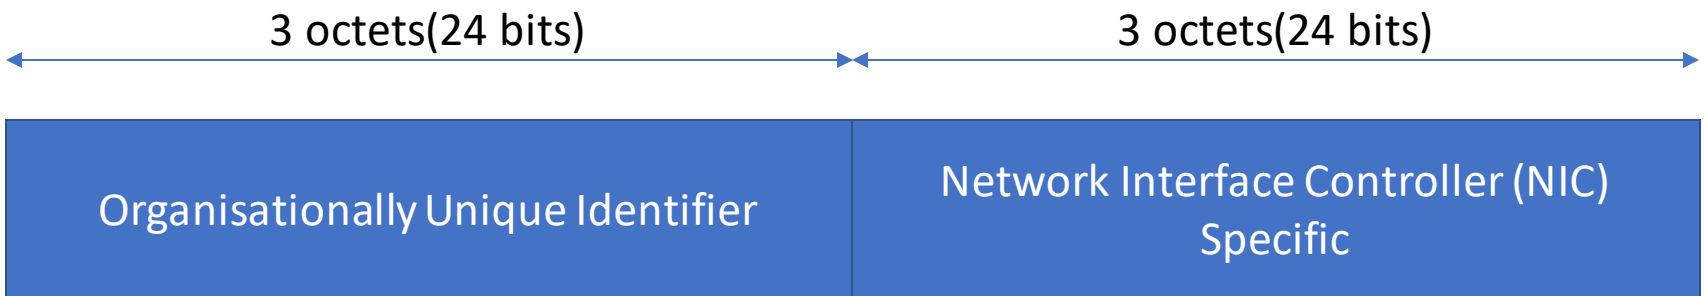 3 octets(24 bits)
3 octets(24 bits)
Organisationally Unique Identifier
Network Interface Controller (NIC)
Specific